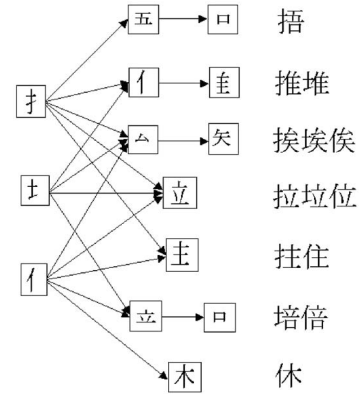 五 口 捂
扌 亻 圭 推堆
厶 矢 挨埃俟
土 立 拉垃位
主 拄住
亻 立 口 培倍
木 休